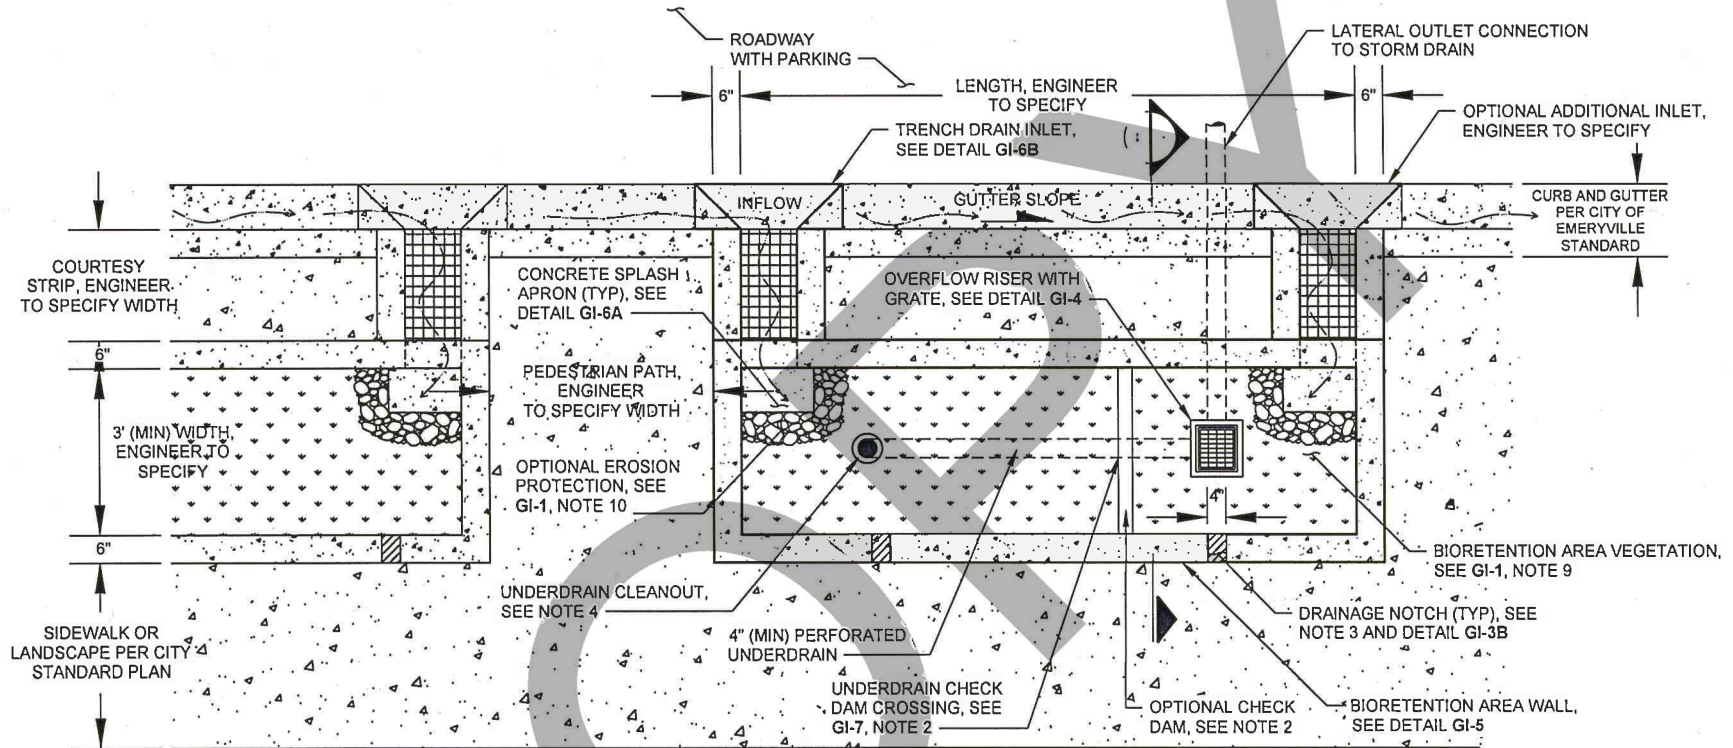 ROADWAY
WITH PARKING
LATERAL OUTLET CONNECTION
TO STORM DRAIN
6"
LENGTH, ENGINEER
TO SPECIFY
6"
TRENCH DRAIN INLET,
SEE DETAIL GI-6B
OPTIONAL ADDITIONAL INLET,
ENGINEER TO SPECIFY
INFLOW
GUTTER SLOPE
CURB AND GUTTER
PER CITY OF
EMERYVILLE
STANDARD
COURTESY
STRIP, ENGINEER
TO SPECIFY WIDTH
CONCRETE SPLASH
APRON (TYP), SEE
DETAIL GI-6A
OVERFLOW RISER WITH
GRATE, SEE DETAIL GI-4
6"
PEDESTRIAN PATH,
ENGINEER
TO SPECIFY WIDTH
3' (MIN) WIDTH,
ENGINEER TO
SPECIFY
OPTIONAL EROSION
PROTECTION, SEE
GI-1, NOTE 10
4"
6"
BIORETENTION AREA VEGETATION,
SEE GI-1, NOTE 9
UNDERDRAIN CLEANOUT,
SEE NOTE 4
DRAINAGE NOTCH (TYP), SEE
NOTE 3 AND DETAIL GI-3B
4" (MIN) PERFORATED
UNDERDRAIN
SIDEWALK OR
LANDSCAPE PER CITY
STANDARD PLAN
UNDERDRAIN CHECK
DAM CROSSING, SEE
GI-7, NOTE 2
OPTIONAL CHECK
DAM, SEE NOTE 2
BIORETENTION AREA WALL,
SEE DETAIL GI-5